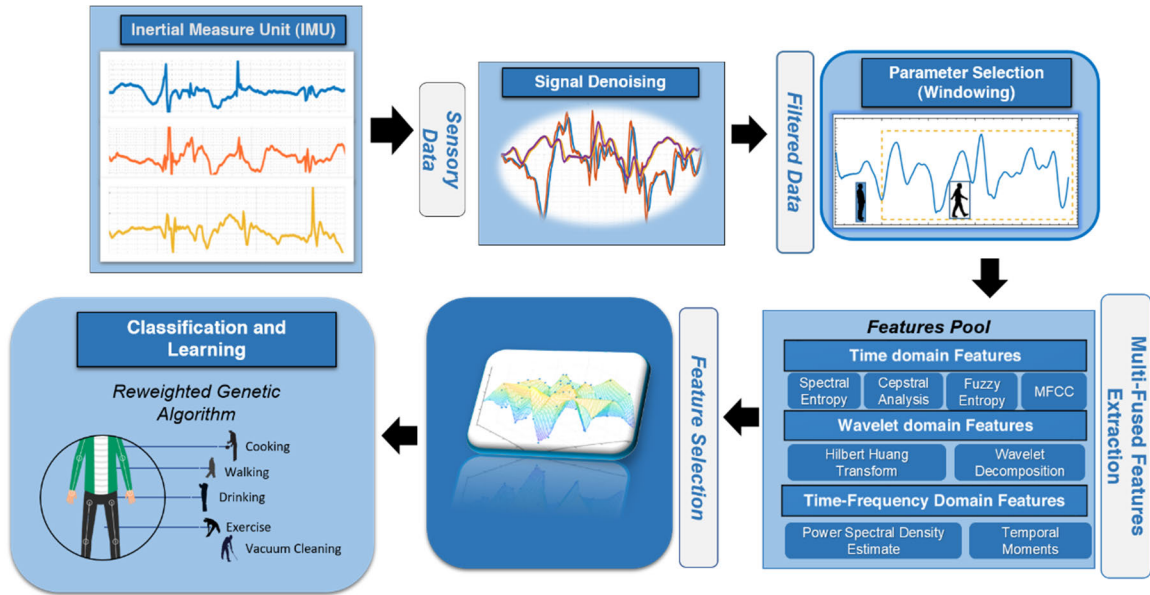 Inertial Measure Unit (IMU)
Sensory
Data
Signal Denoising
Filtered Data
Parameter Selection
(Windowing)
Multi-Fused Features
Extraction
Features Pool
Time domain Features
Spectral
Entropy
Cepstral
Analysis
Fuzzy
Entropy
MFCC
Wavelet domain Features
Hilbert Huang
Transform
Wavelet
Decomposition
Time-Frequency Domain Features
Power Spectral Density
Estimate
Temporal
Moments
Feature Selection
Classification and
Learning
Reweighted Genetic
Algorithm
Cooking
Walking
Drinking
Exercise
Vacuum Cleaning